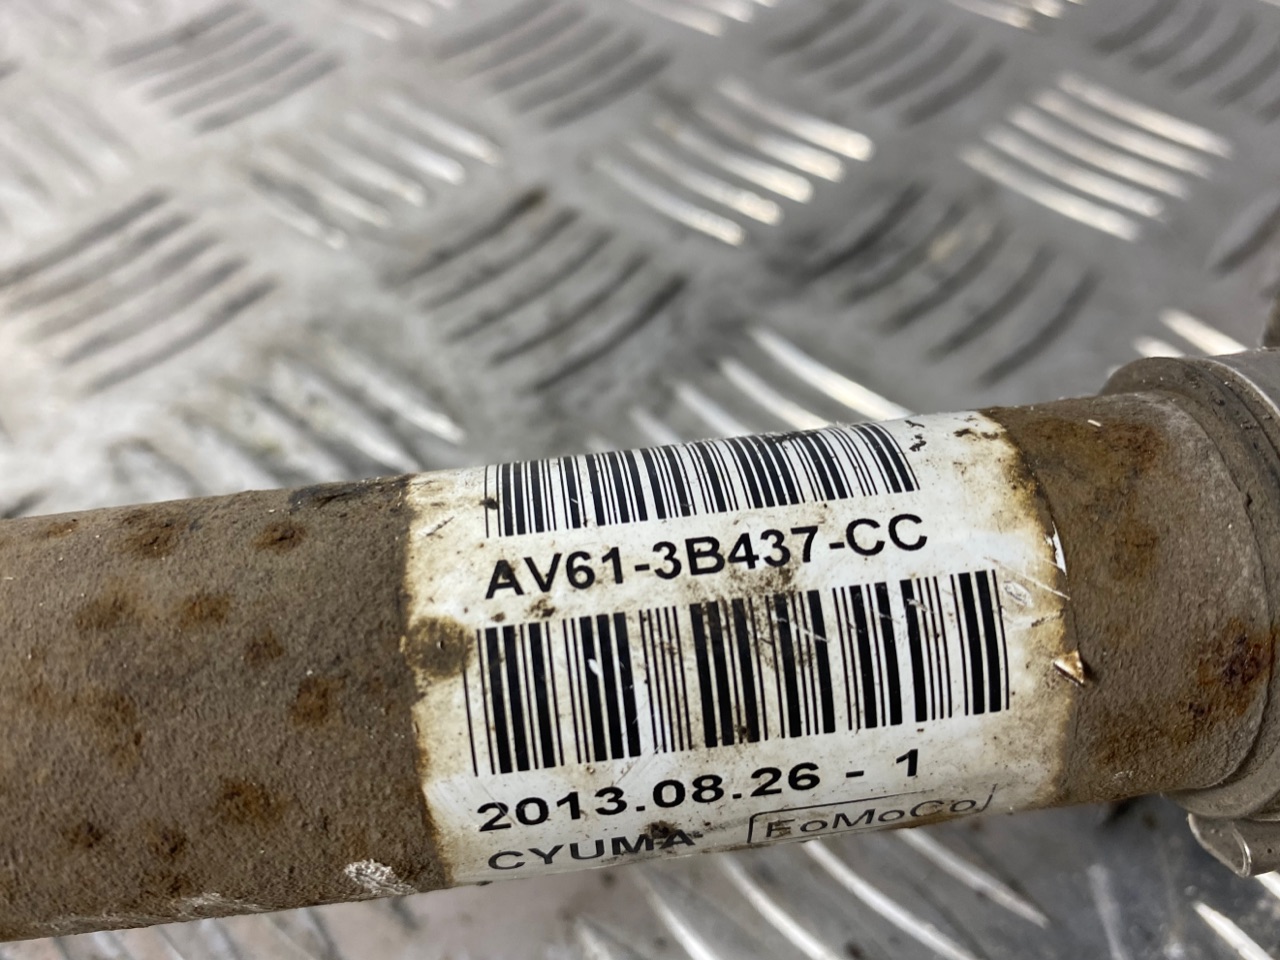 AV61-3B437-CC
2013.08.26 - 1
CYUMA FoMoCo